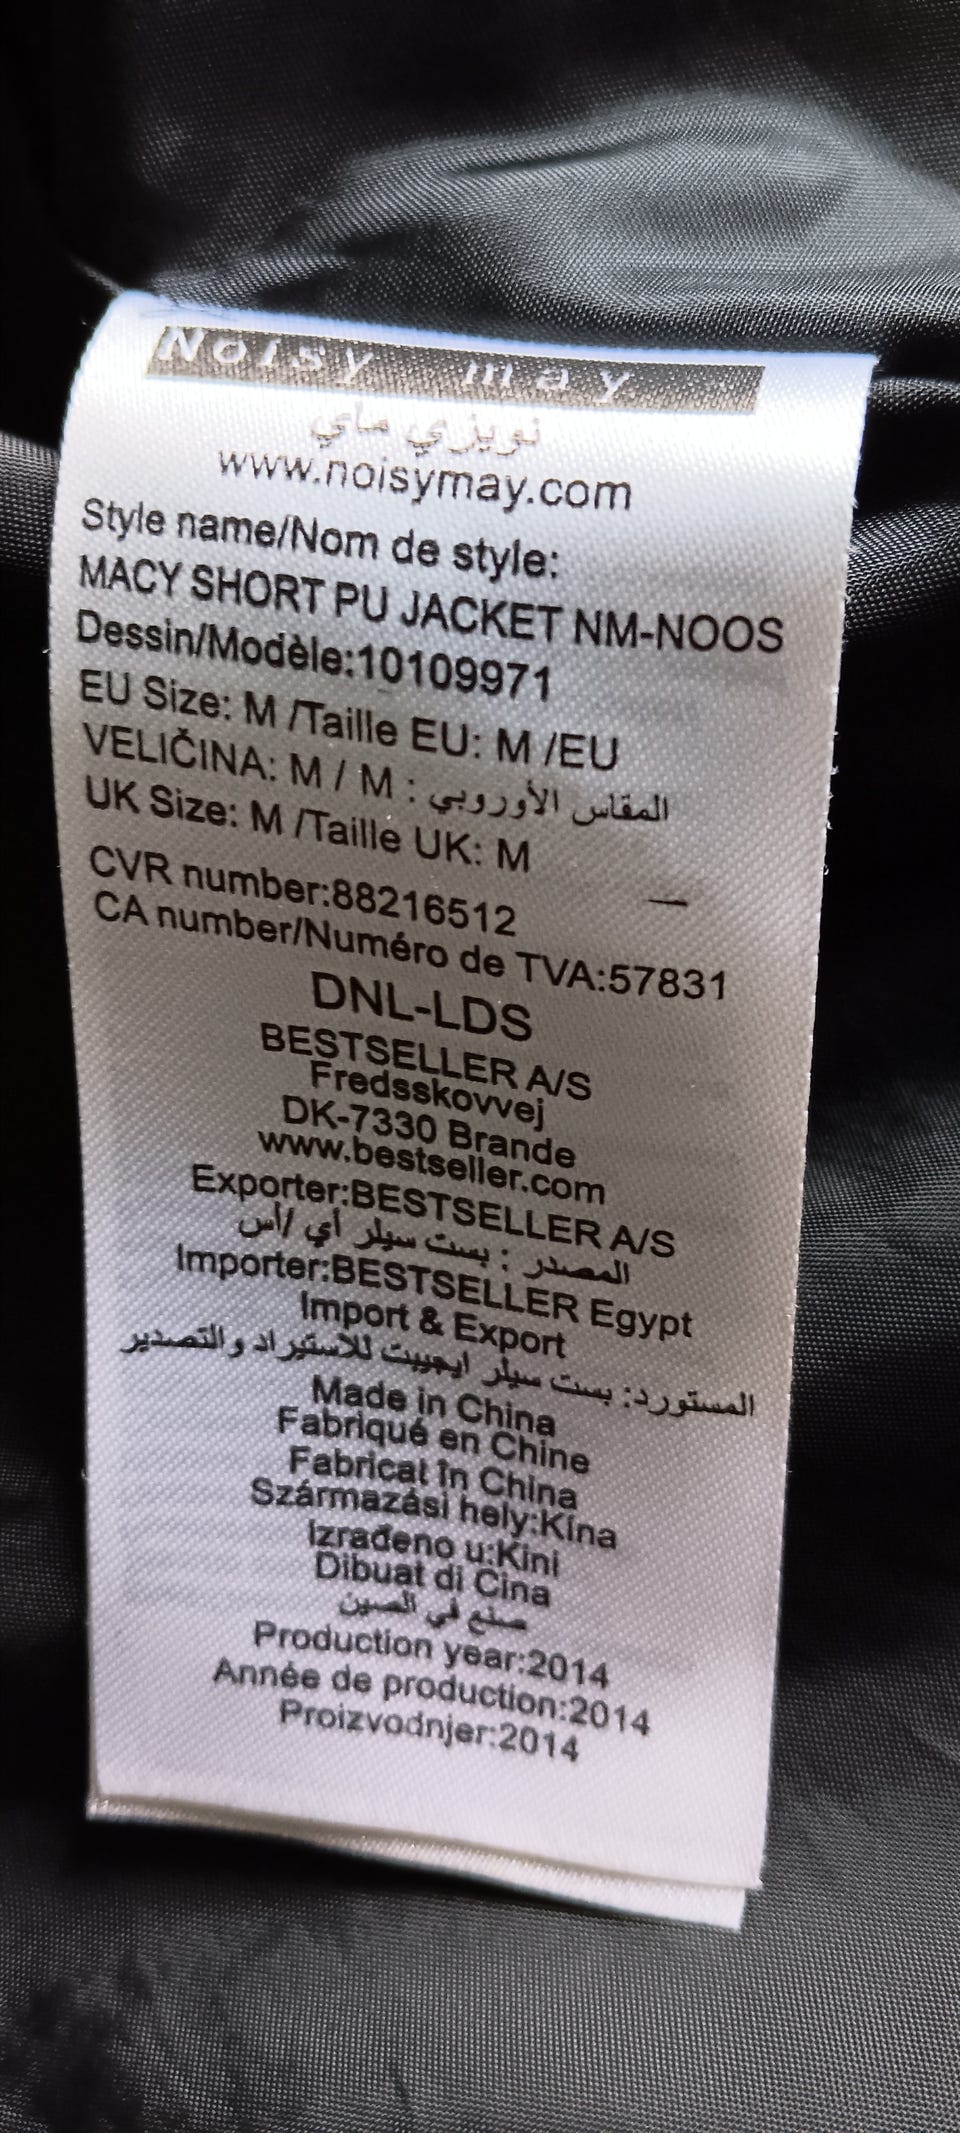 Noisy may
نويزي ماي
www.noisymay.com
Style name/Nom de style:
MACY SHORT PU JACKET NM-NOOS
Dessin/Modèle:10109971
EU Size: M /Taille EU: M /EU
VELIČINA: M / M : المقاس الأوروبي
UK Size: M /Taille UK: M
CVR number:88216512
CA number/Numéro de TVA:57831
DNL-LDS
BESTSELLER A/S
Fredsskovvej
DK-7330 Brande
www.bestseller.com
Exporter:BESTSELLER A/S
المصدر : بست سيلر أي /أس
Importer:BESTSELLER Egypt
Import & Export
المستورد: بست سيلر ايجيبت للاستيراد والتصدير
Made in China
Fabriqué en Chine
Fabricat în China
Származási hely:Kína
Izrađeno u:Kini
Dibuat di Cina
صنع في الصين
Production year:2014
Année de production:2014
Proizvodnjer:2014